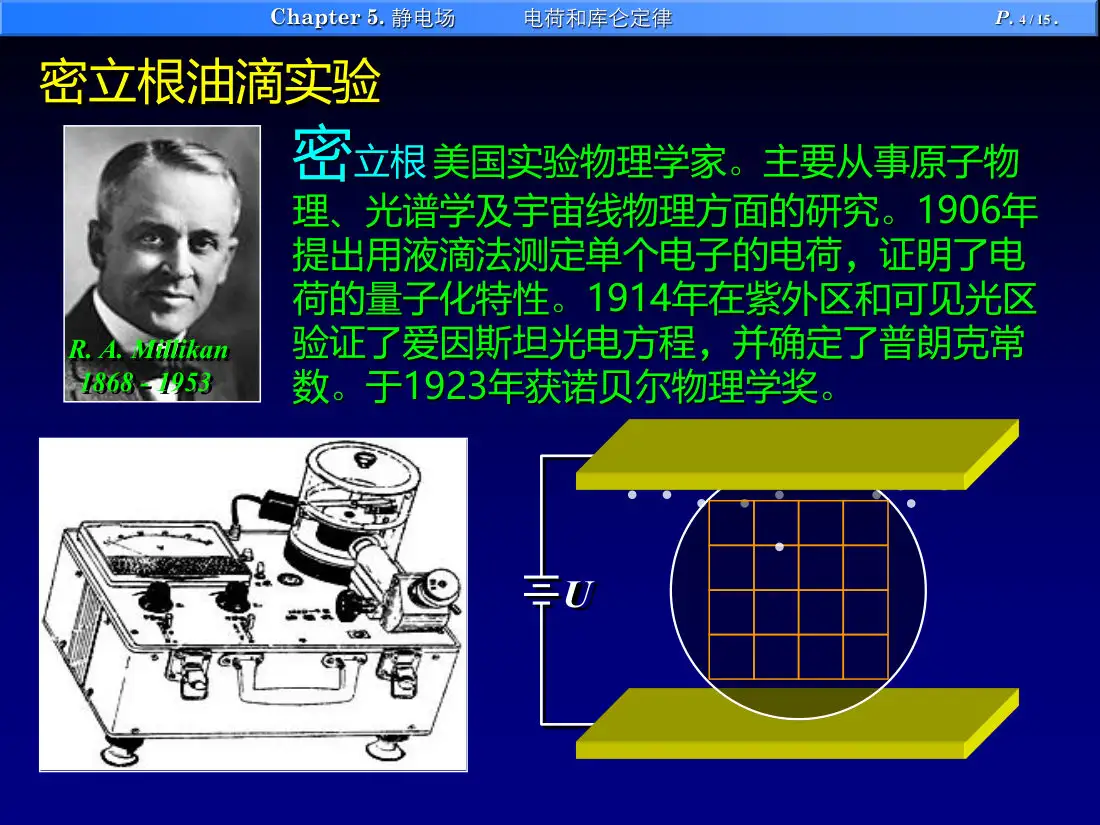 Chapter 5. 静电场 电荷和库仑定律 P. 4 / 15 .
密立根油滴实验
密立根 美国实验物理学家。主要从事原子物
理、光谱学及宇宙线物理方面的研究。1906年
提出用液滴法测定单个电子的电荷，证明了电
荷的量子化特性。1914年在紫外区和可见光区
验证了爱因斯坦光电方程，并确定了普朗克常
数。于1923年获诺贝尔物理学奖。
R. A. Millikan
1868 - 1953
U